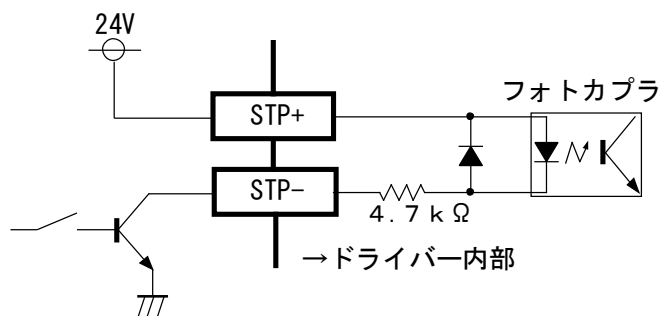 24V
フォトカプラ
STP+
STP−
4.7kΩ
→ドライバー内部